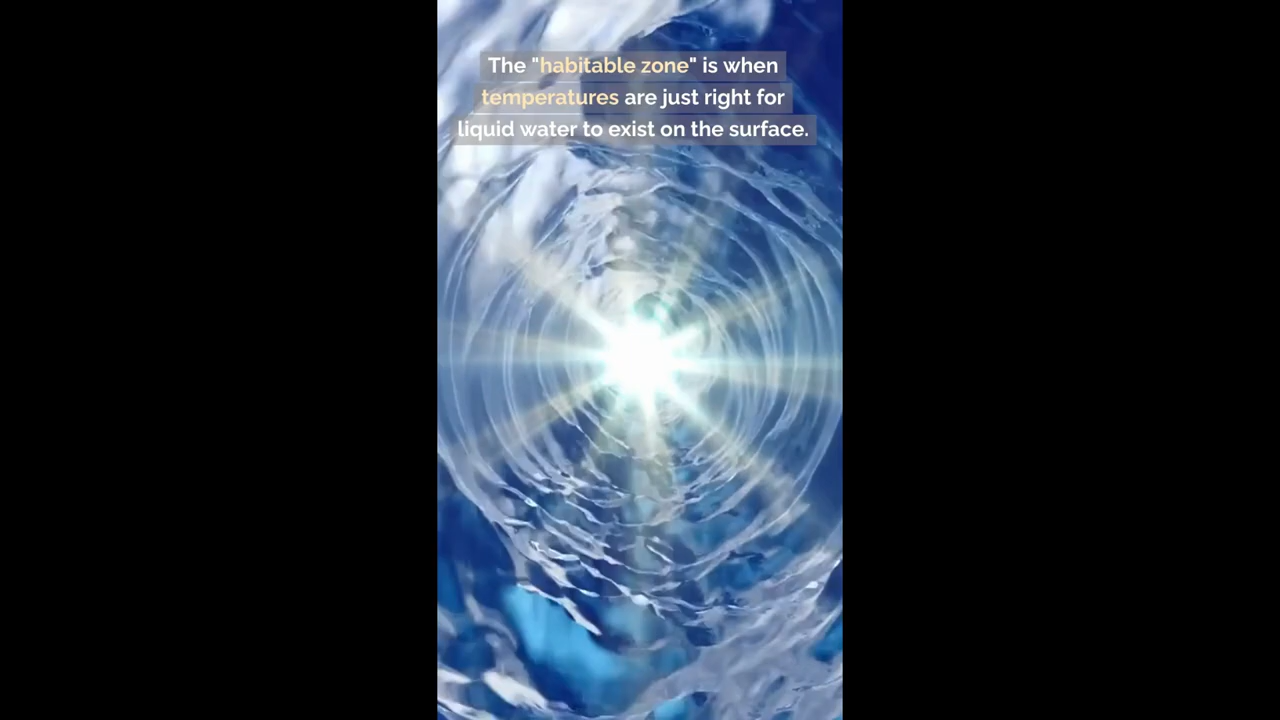 The "habitable zone" is when
temperatures are just right for
liquid water to exist on the surface.